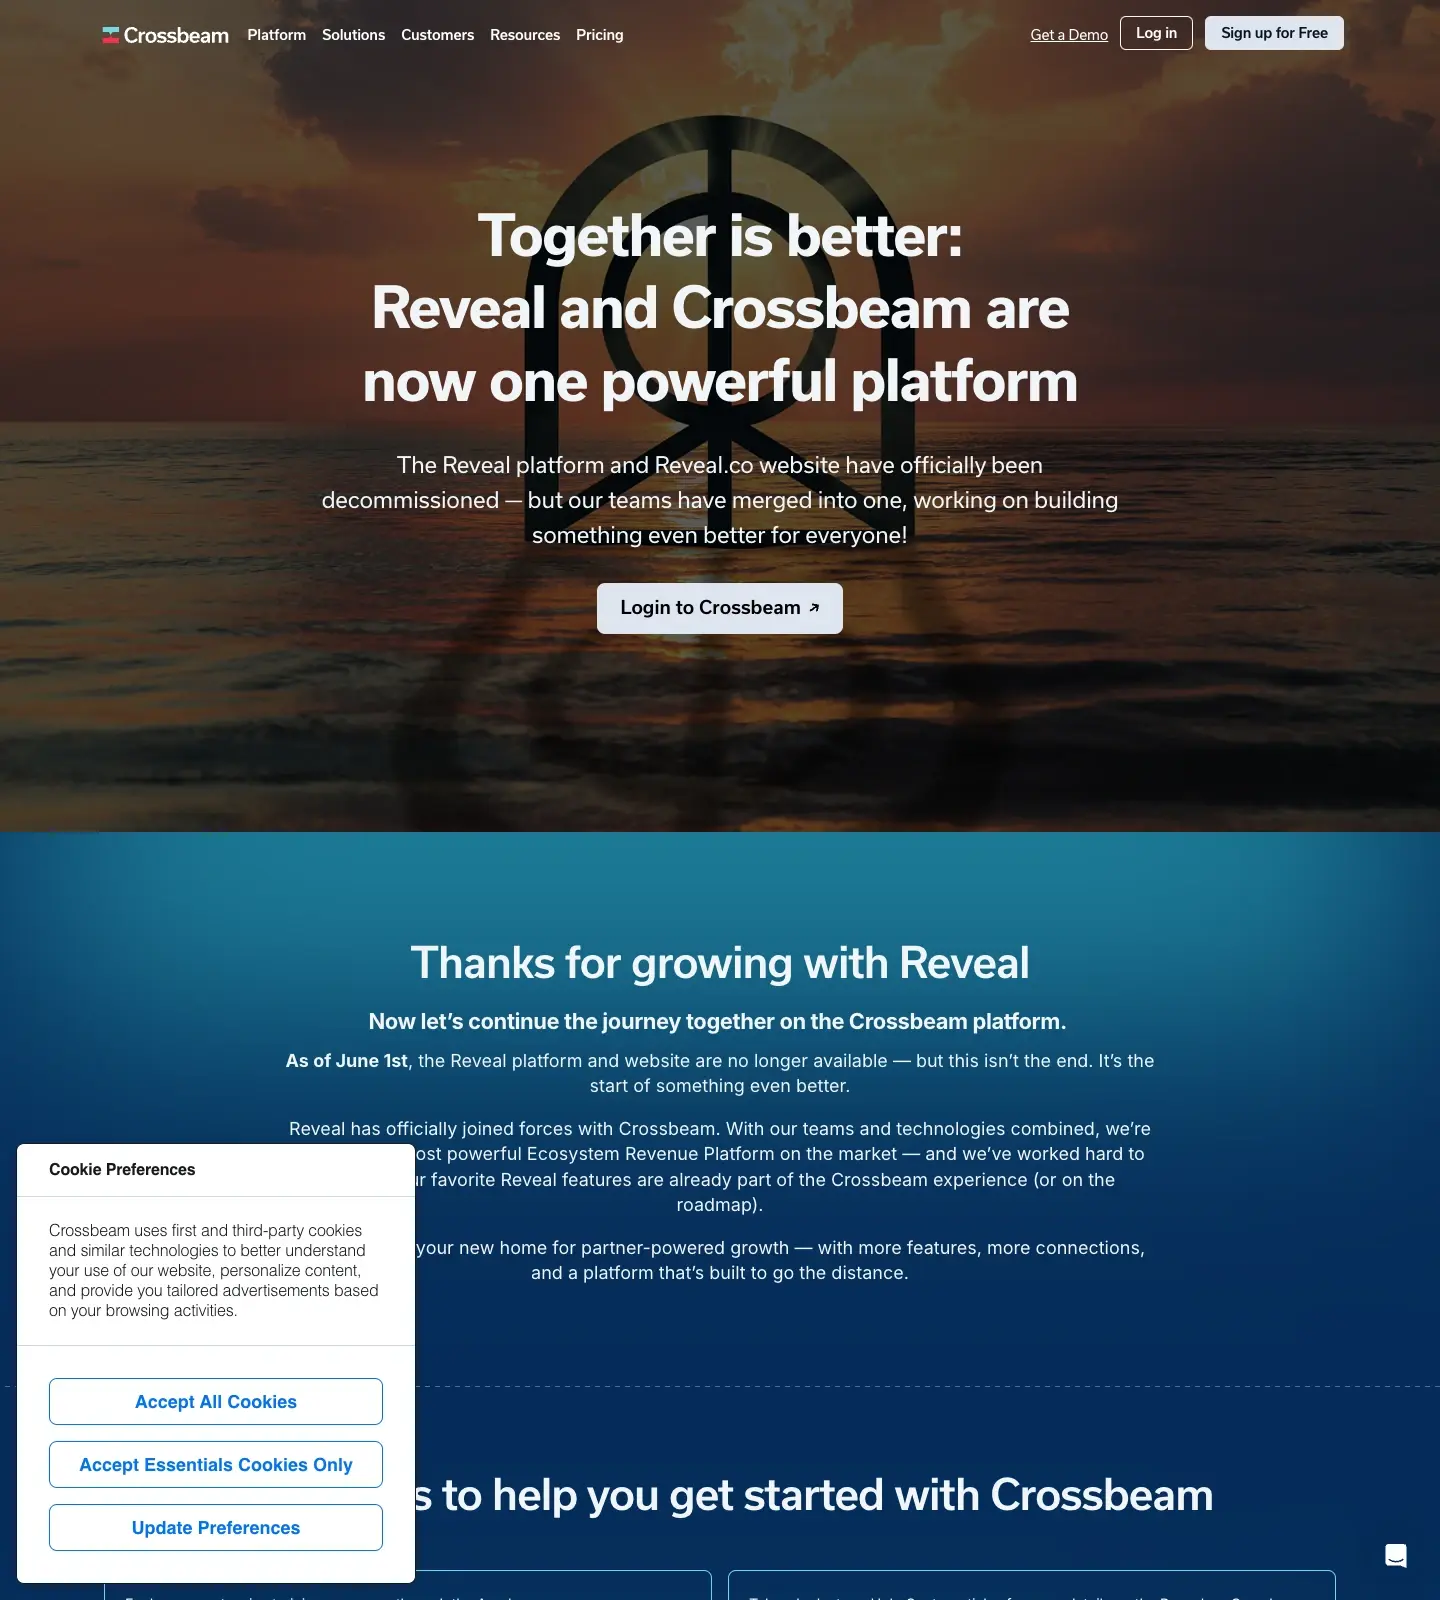 Crossbeam
Platform
Solutions
Customers
Resources
Pricing
Get a Demo
Log in
Sign up for Free
Together is better:
Reveal and Crossbeam are
now one powerful platform
The Reveal platform and Reveal.co website have officially been
decommissioned — but our teams have merged into one, working on building
something even better for everyone!
Login to Crossbeam
Thanks for growing with Reveal
Now let’s continue the journey together on the Crossbeam platform.
As of June 1st, the Reveal platform and website are no longer available — but this isn’t the end. It’s the
start of something even better.
Reveal has officially joined forces with Crossbeam. With our teams and technologies combined, we’re
powerful Ecosystem Revenue Platform on the market — and we’ve worked hard to
favorite Reveal features are already part of the Crossbeam experience (or on the
roadmap).
your new home for partner-powered growth — with more features, more connections,
and a platform that’s built to go the distance.
to help you get started with Crossbeam
Cookie Preferences
Crossbeam uses first and third-party cookies
and similar technologies to better understand
your use of our website, personalize content,
and provide you tailored advertisements based
on your browsing activities.
Accept All Cookies
Accept Essentials Cookies Only
Update Preferences